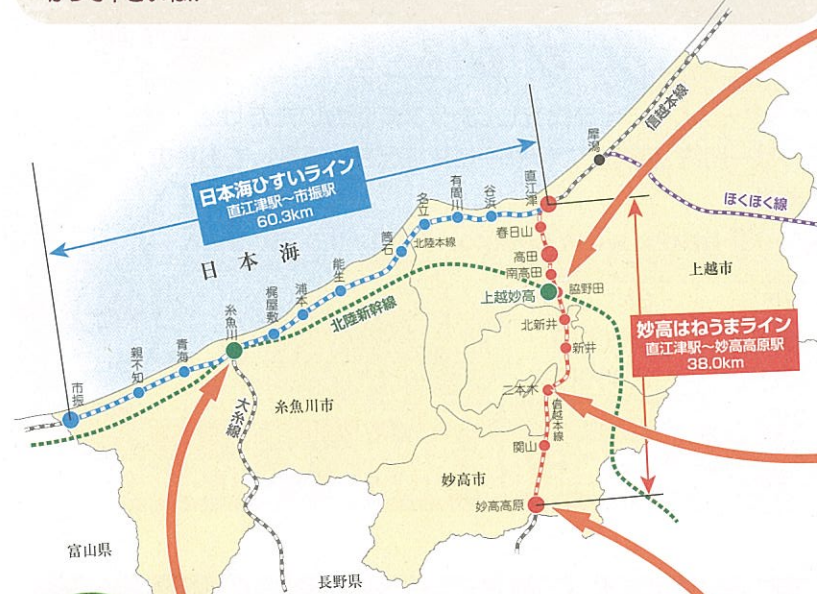 信越本線
犀潟
ほくほく線
日本海ひすいライン
直江津駅～市振駅
60.3km
日本海
直江津
谷浜
有間川
名立
筒石
北陸本線
能生
浦本
梶屋敷
糸魚川
青海
親不知
市振
北陸新幹線
春日山
高田
南高田
脇野田
上越妙高
北新井
新井
二本木
信越本線
関山
妙高高原
上越市
妙高はねうまライン
直江津駅～妙高高原駅
38.0km
糸魚川市
大糸線
妙高市
富山県
長野県